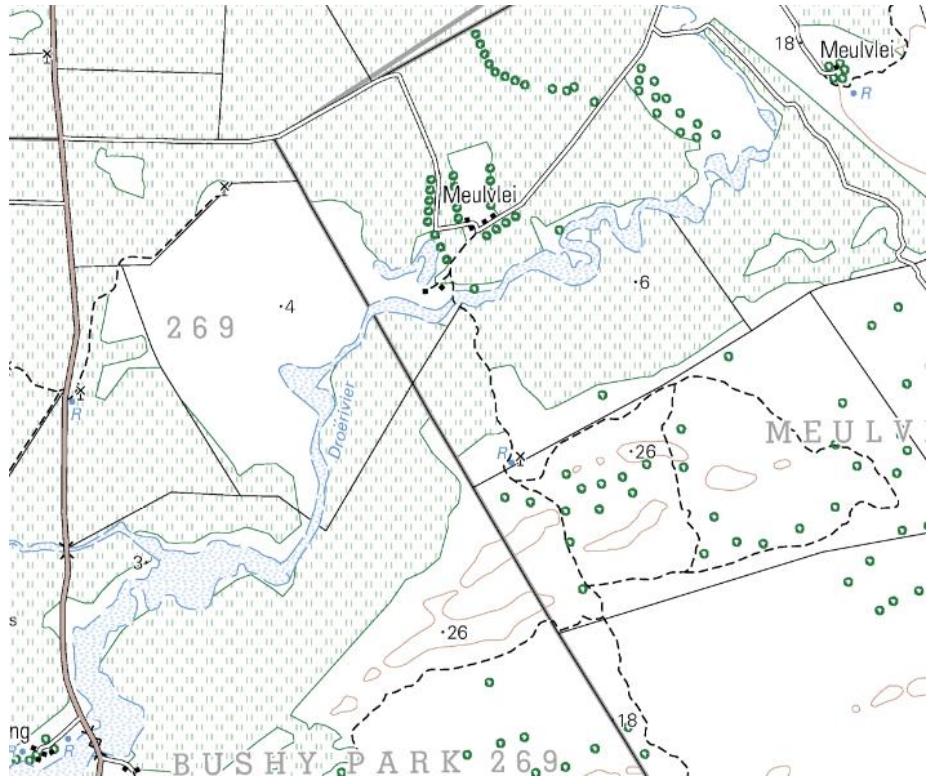 18
Meulvlei
R
Meulvlei
4
6
269
R
Droërivier
MEULV
R
26
3
s
26
18
ng
R
R
BUSHY PARK 269